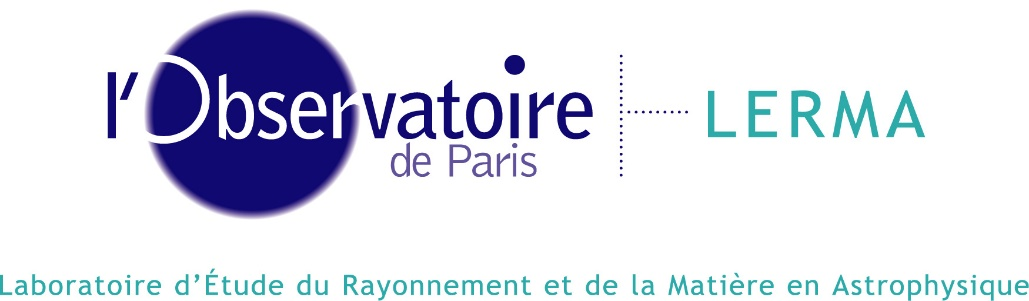 l'Observatoire
de Paris
LERMA
Laboratoire d'Étude du Rayonnement et de la Matière en Astrophysique